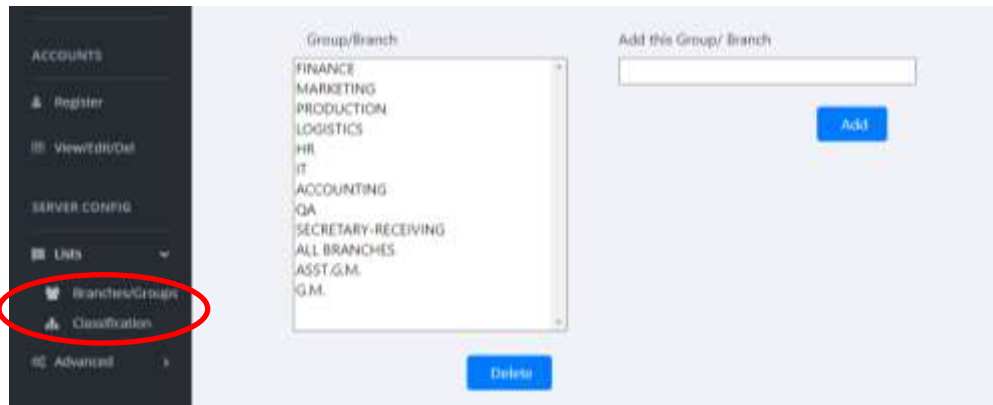 ACCOUNTS
Register
View/Edit/Del
SERVER CONFIG
Lists
Branches/Groups
Classification
Advanced
Group/Branch
FINANCE
MARKETING
PRODUCTION
LOGISTICS
HR
IT
ACCOUNTING
QA
SECRETARY-RECEIVING
ALL BRANCHES
ASST.G.M.
G.M.
Delete
Add this Group/ Branch
Add